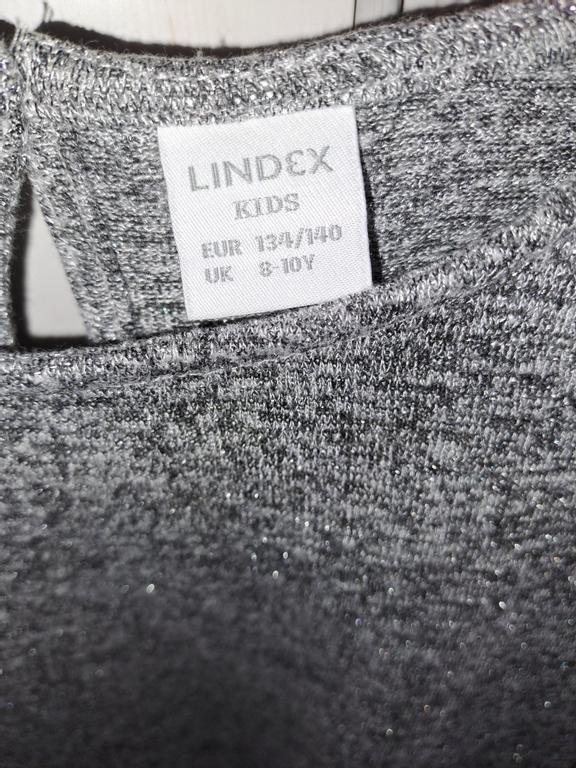 LINDEX
KIDS
EUR 134/140
UK 8-10Y